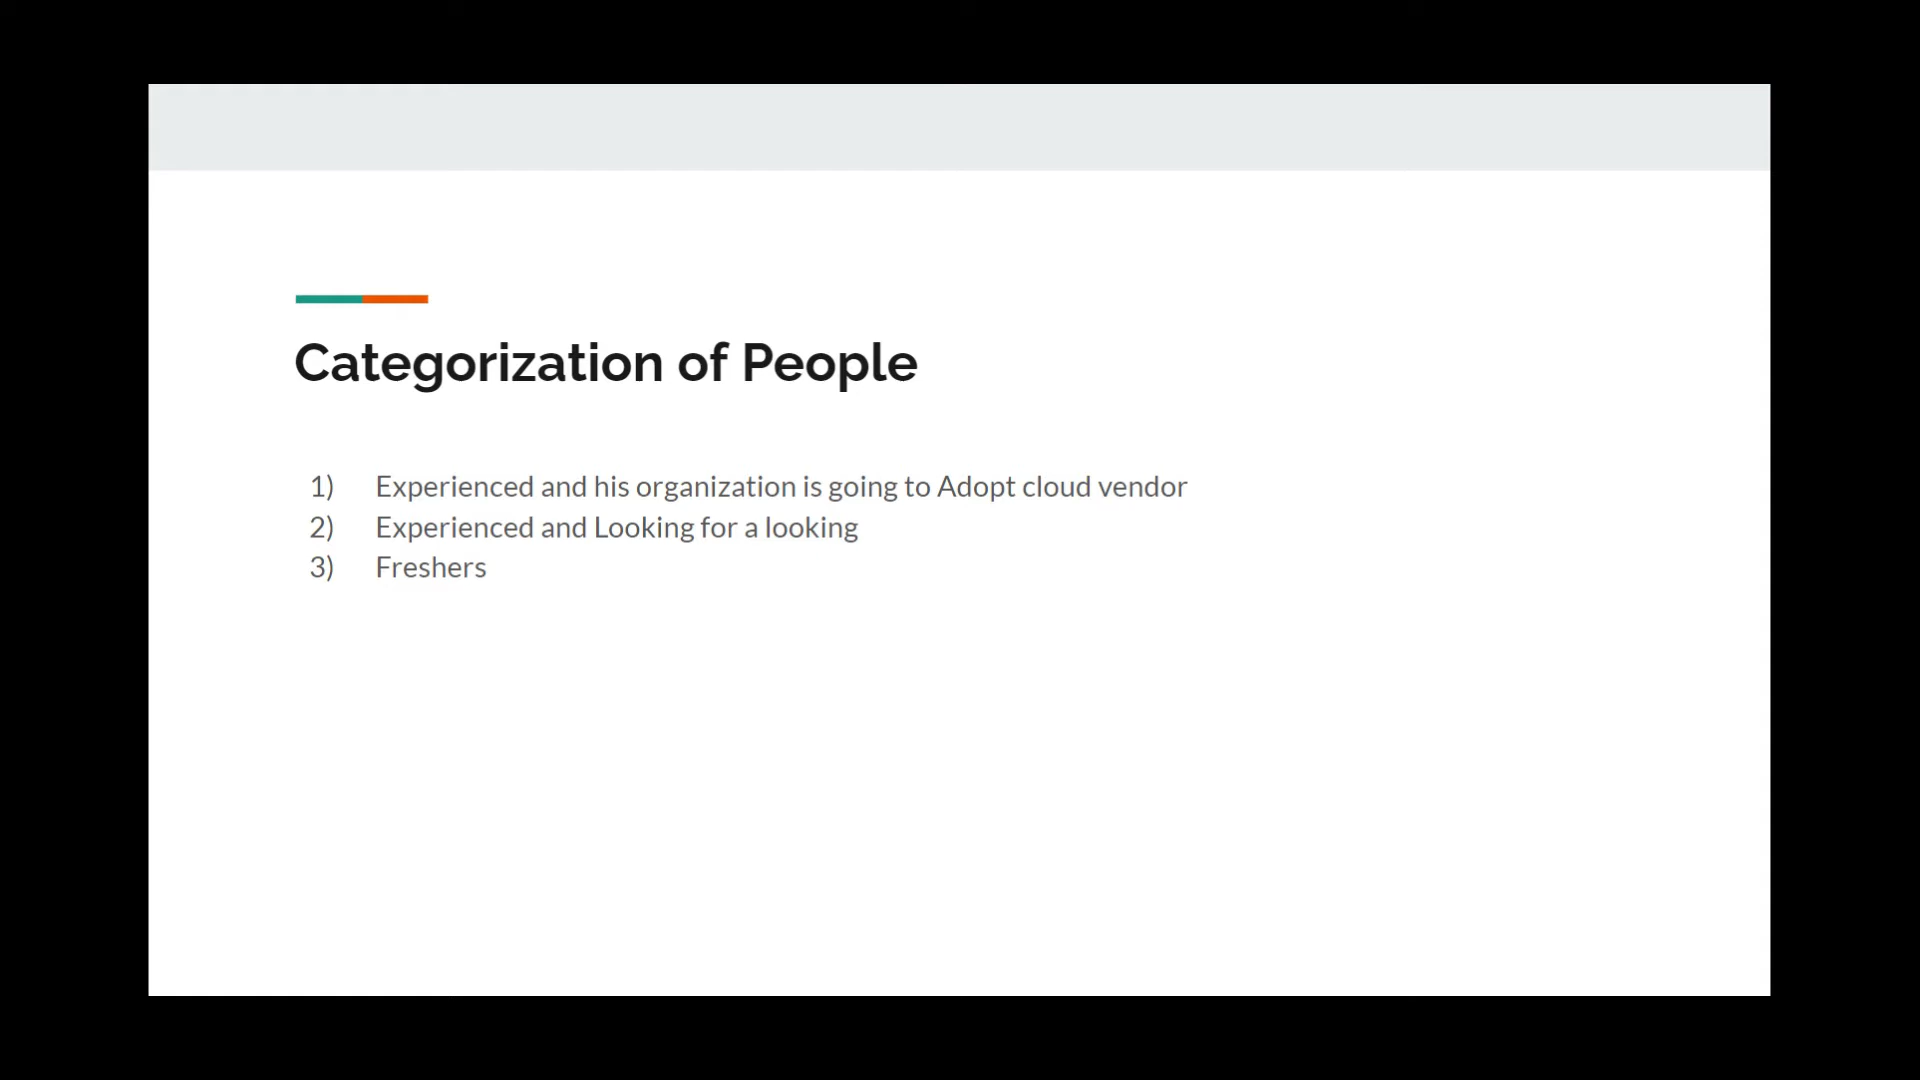 Categorization of People
1) Experienced and his organization is going to Adopt cloud vendor
2) Experienced and Looking for a looking
3) Freshers